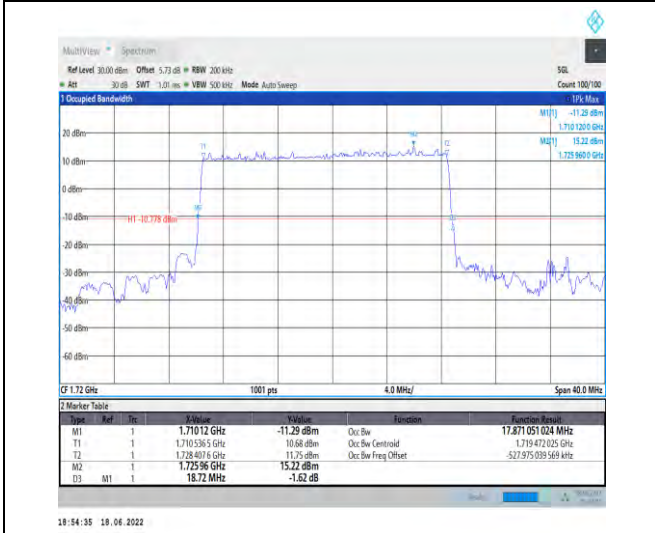 MultiView Spectrum
Ref Level 30.00 dBm Offset 5.73 dB RBW 200 kHz SGL
Att 30 dB SWT 1.01 ms VBW 500 kHz Mode Auto Sweep Count 100/100
1 Occupied Bandwidth 1Pk Max
M1[1] -11.29 dBm
1.710 120 0 GHz
20 dBm M2[1] 15.22 dBm
T1 T2 1.725 960 0 GHz
10 dBm
0 dBm
-10 dBm H1 -10.778 dBm
-20 dBm
-30 dBm
-40 dBm
-50 dBm
-60 dBm
CF 1.72 GHz 1001 pts 4.0 MHz/ Span 40.0 MHz
2 Marker Table
Type Ref Trc X-Value Y-Value Function Function Result
M1 1 1.710 12 GHz -11.29 dBm Occ Bw 17.871 051 024 MHz
T1 1 1.710 536 5 GHz 10.68 dBm Occ Bw Centroid 1.719 472 025 GHz
T2 1 1.728 407 6 GHz 11.75 dBm Occ Bw Freq Offset -527.975 039 569 kHz
M2 1 1.725 96 GHz 15.22 dBm
D3 M1 1 18.72 MHz -1.62 dB
18:54:35 18.06.2022